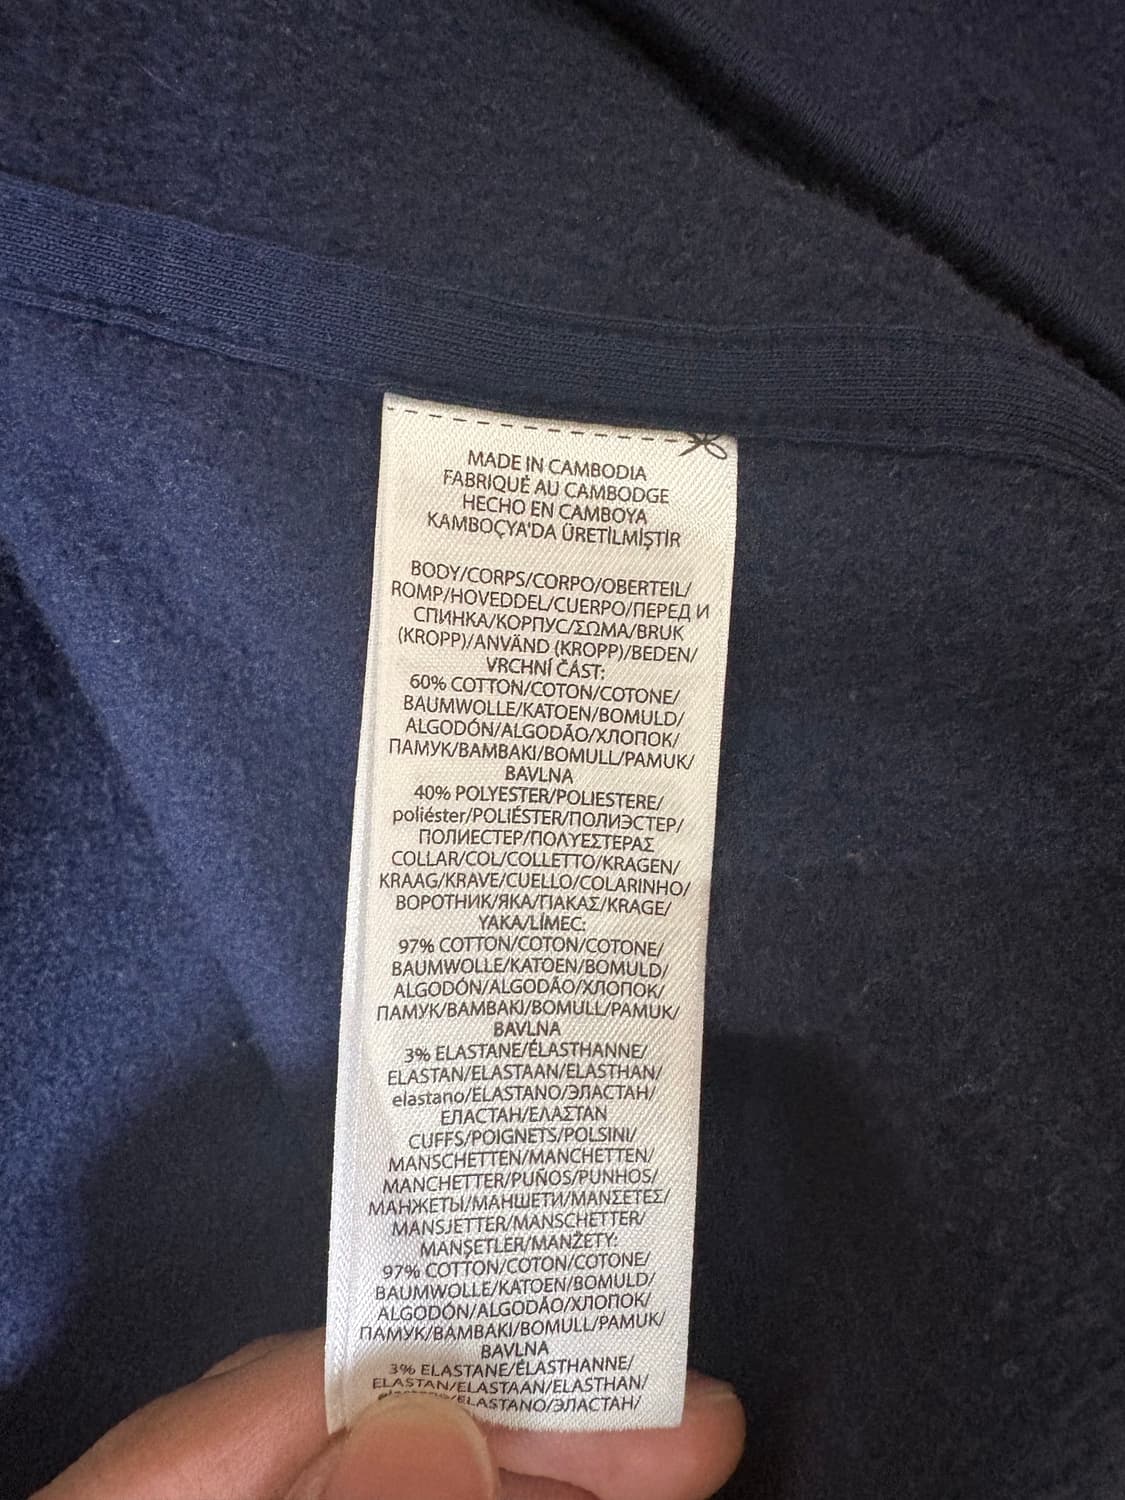 MADE IN CAMBODIA
FABRIQUÉ AU CAMBODGE
HECHO EN CAMBOYA
KAMBOÇYA'DA ÜRETİLMİŞTİR
BODY/CORPS/CORPO/OBERTEIL/
ROMP/HOVEDDEL/CUERPO/ПЕРЕД И
СПИНКА/КОРПУС/ΣΩΜΑ/BRUK
(KROPP)/ANVÄND (KROPP)/BEDEN/
VRCHNÍ ČÁST:
60% COTTON/COTON/COTONE/
BAUMWOLLE/KATOEN/BOMULD/
ALGODÓN/ALGODÃO/ХЛОПОК/
ПАМУК/ΒΑΜΒΑΚΙ/BOMULL/PAMUK/
BAVLNA
40% POLYESTER/POLIESTERE/
poliéster/POLIÉSTER/ПОЛИЭСТЕР/
ПОЛИЕСТЕР/ΠΟΛΥΕΣΤΕΡΑΣ
COLLAR/COL/COLLETTO/KRAGEN/
KRAAG/KRAVE/CUELLO/COLARINHO/
ВОРОТНИК/ЯКА/ΓΙΑΚΑΣ/KRAGE/
YAKA/LÍMEC:
97% COTTON/COTON/COTONE/
BAUMWOLLE/KATOEN/BOMULD/
ALGODÓN/ALGODÃO/ХЛОПОК/
ПАМУК/ΒΑΜΒΑΚΙ/BOMULL/PAMUK/
BAVLNA
3% ELASTANE/ÉLASTHANNE/
ELASTAN/ELASTAAN/ELASTHAN/
elastano/ELASTANO/ЭЛАСТАН/
ЕЛАСТАН/ΕΛΑΣΤΑΝ
CUFFS/POIGNETS/POLSINI/
MANSCHETTEN/MANCHETTEN/
MANCHETTER/PUÑOS/PUNHOS/
МАНЖЕТЫ/МАНШЕТИ/ΜΑΝΣΕΤΕΣ/
MANSJETTER/MANSCHETTER/
MANŞETLER/MANŽETY:
97% COTTON/COTON/COTONE/
BAUMWOLLE/KATOEN/BOMULD/
ALGODÓN/ALGODÃO/ХЛОПОК/
ПАМУК/ΒΑΜΒΑΚΙ/BOMULL/PAMUK/
BAVLNA
3% ELASTANE/ÉLASTHANNE/
ELASTAN/ELASTAAN/ELASTHAN/
/ELASTANO/ЭЛАСТАН/